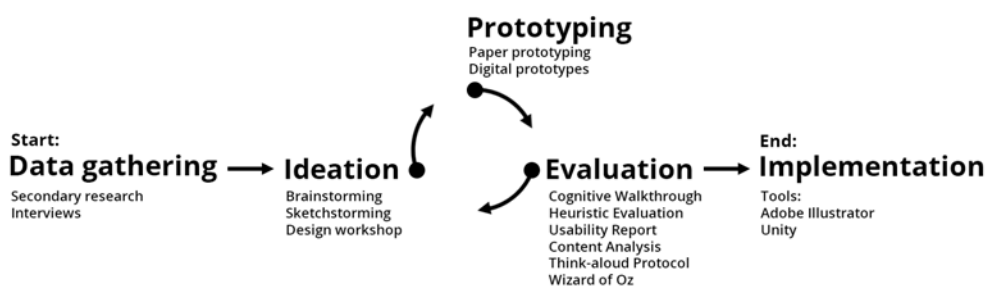 Prototyping
Paper prototyping
Digital prototypes
Start:
Data gathering
Secondary research
Interviews
Ideation
Brainstorming
Sketchstorming
Design workshop
Evaluation
Cognitive Walkthrough
Heuristic Evaluation
Usability Report
Content Analysis
Think-aloud Protocol
Wizard of Oz
End:
Implementation
Tools:
Adobe Illustrator
Unity